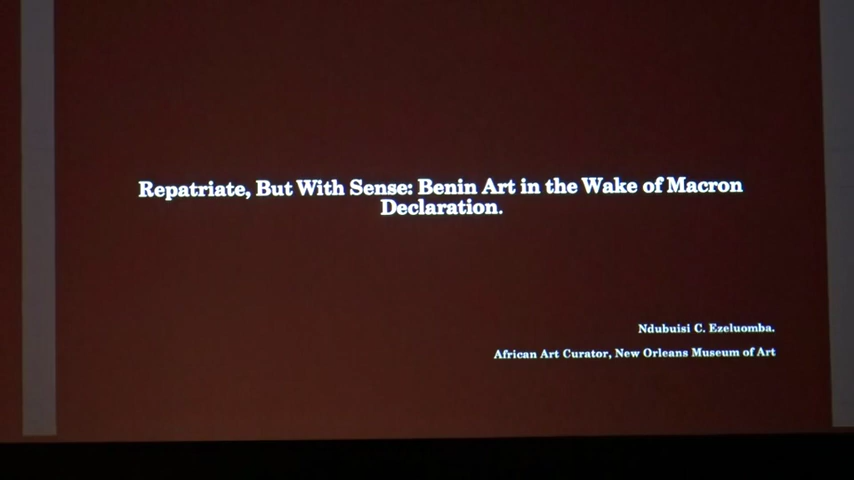 Repatriate, But With Sense: Benin Art in the Wake of Macron
Declaration.
Ndubuisi C. Ezeluomba.
African Art Curator, New Orleans Museum of Art